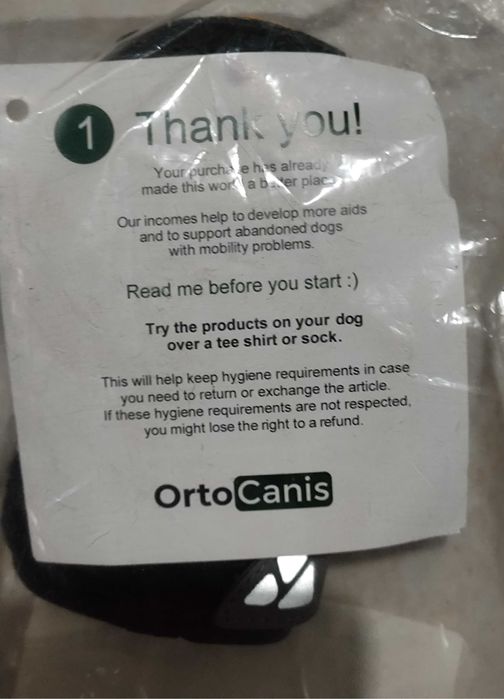 1 Thank you!
Your purchase has already
made this world a better place.
Our incomes help to develop more aids
and to support abandoned dogs
with mobility problems.
Read me before you start :)
Try the products on your dog
over a tee shirt or sock.
This will help keep hygiene requirements in case
you need to return or exchange the article.
If these hygiene requirements are not respected,
you might lose the right to a refund.
OrtoCanis